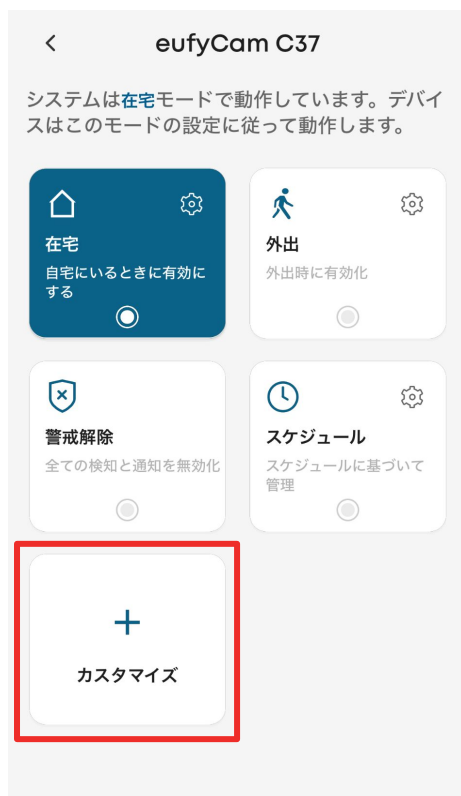 eufyCam C37
システムは在宅モードで動作しています。デバイ
スはこのモードの設定に従って動作します。
在宅
自宅にいるときに有効に
する
外出
外出時に有効化
警戒解除
全ての検知と通知を無効化
スケジュール
スケジュールに基づいて
管理
カスタマイズ